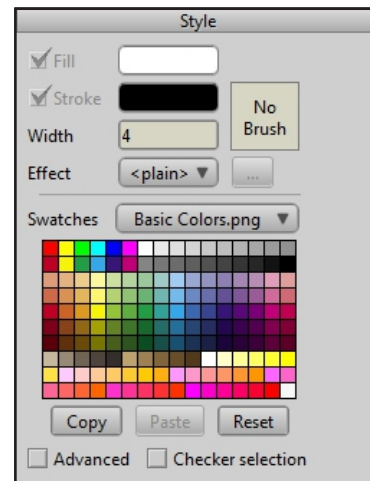 Style
Fill
Stroke
No
Brush
Width 4
Effect <plain> ...
Swatches Basic Colors.png
Copy Paste Reset
Advanced Checker selection